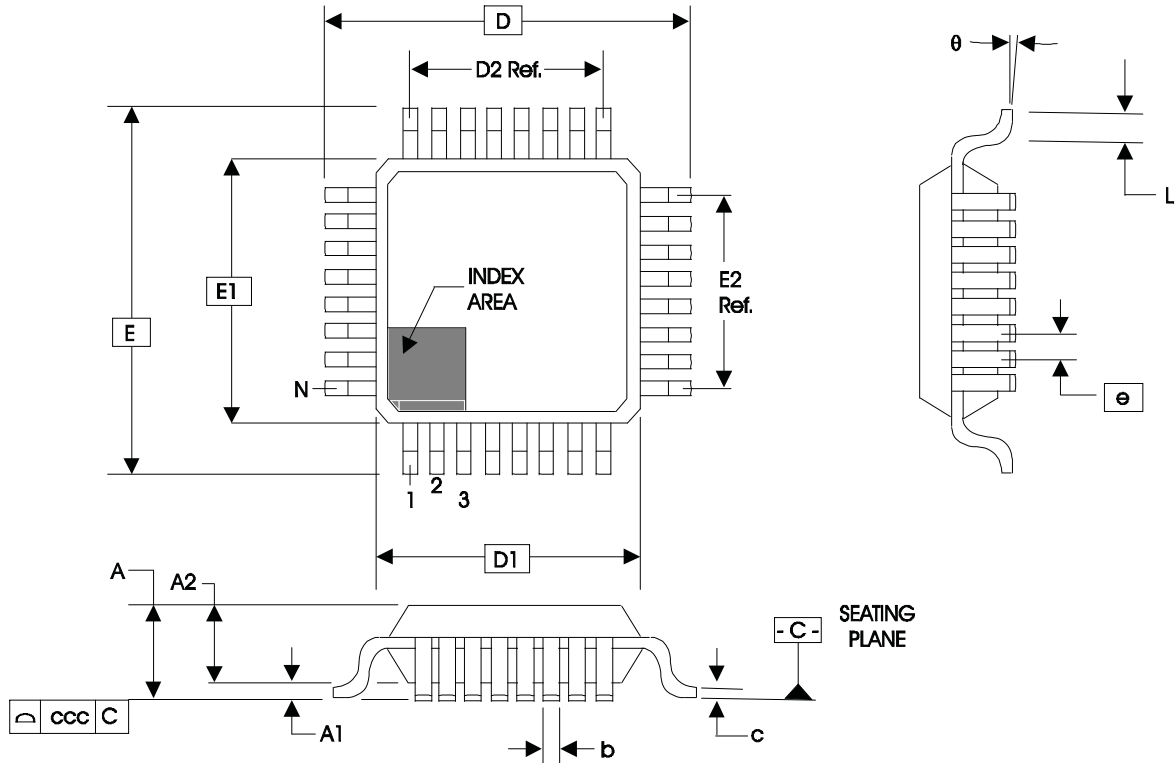 D
D2 Ref.
θ
L
E1
E
INDEX
AREA
E2
Ref.
N
1
2
3
e
D1
A
A2
- C -
SEATING
PLANE
ccc C
A1
b
c